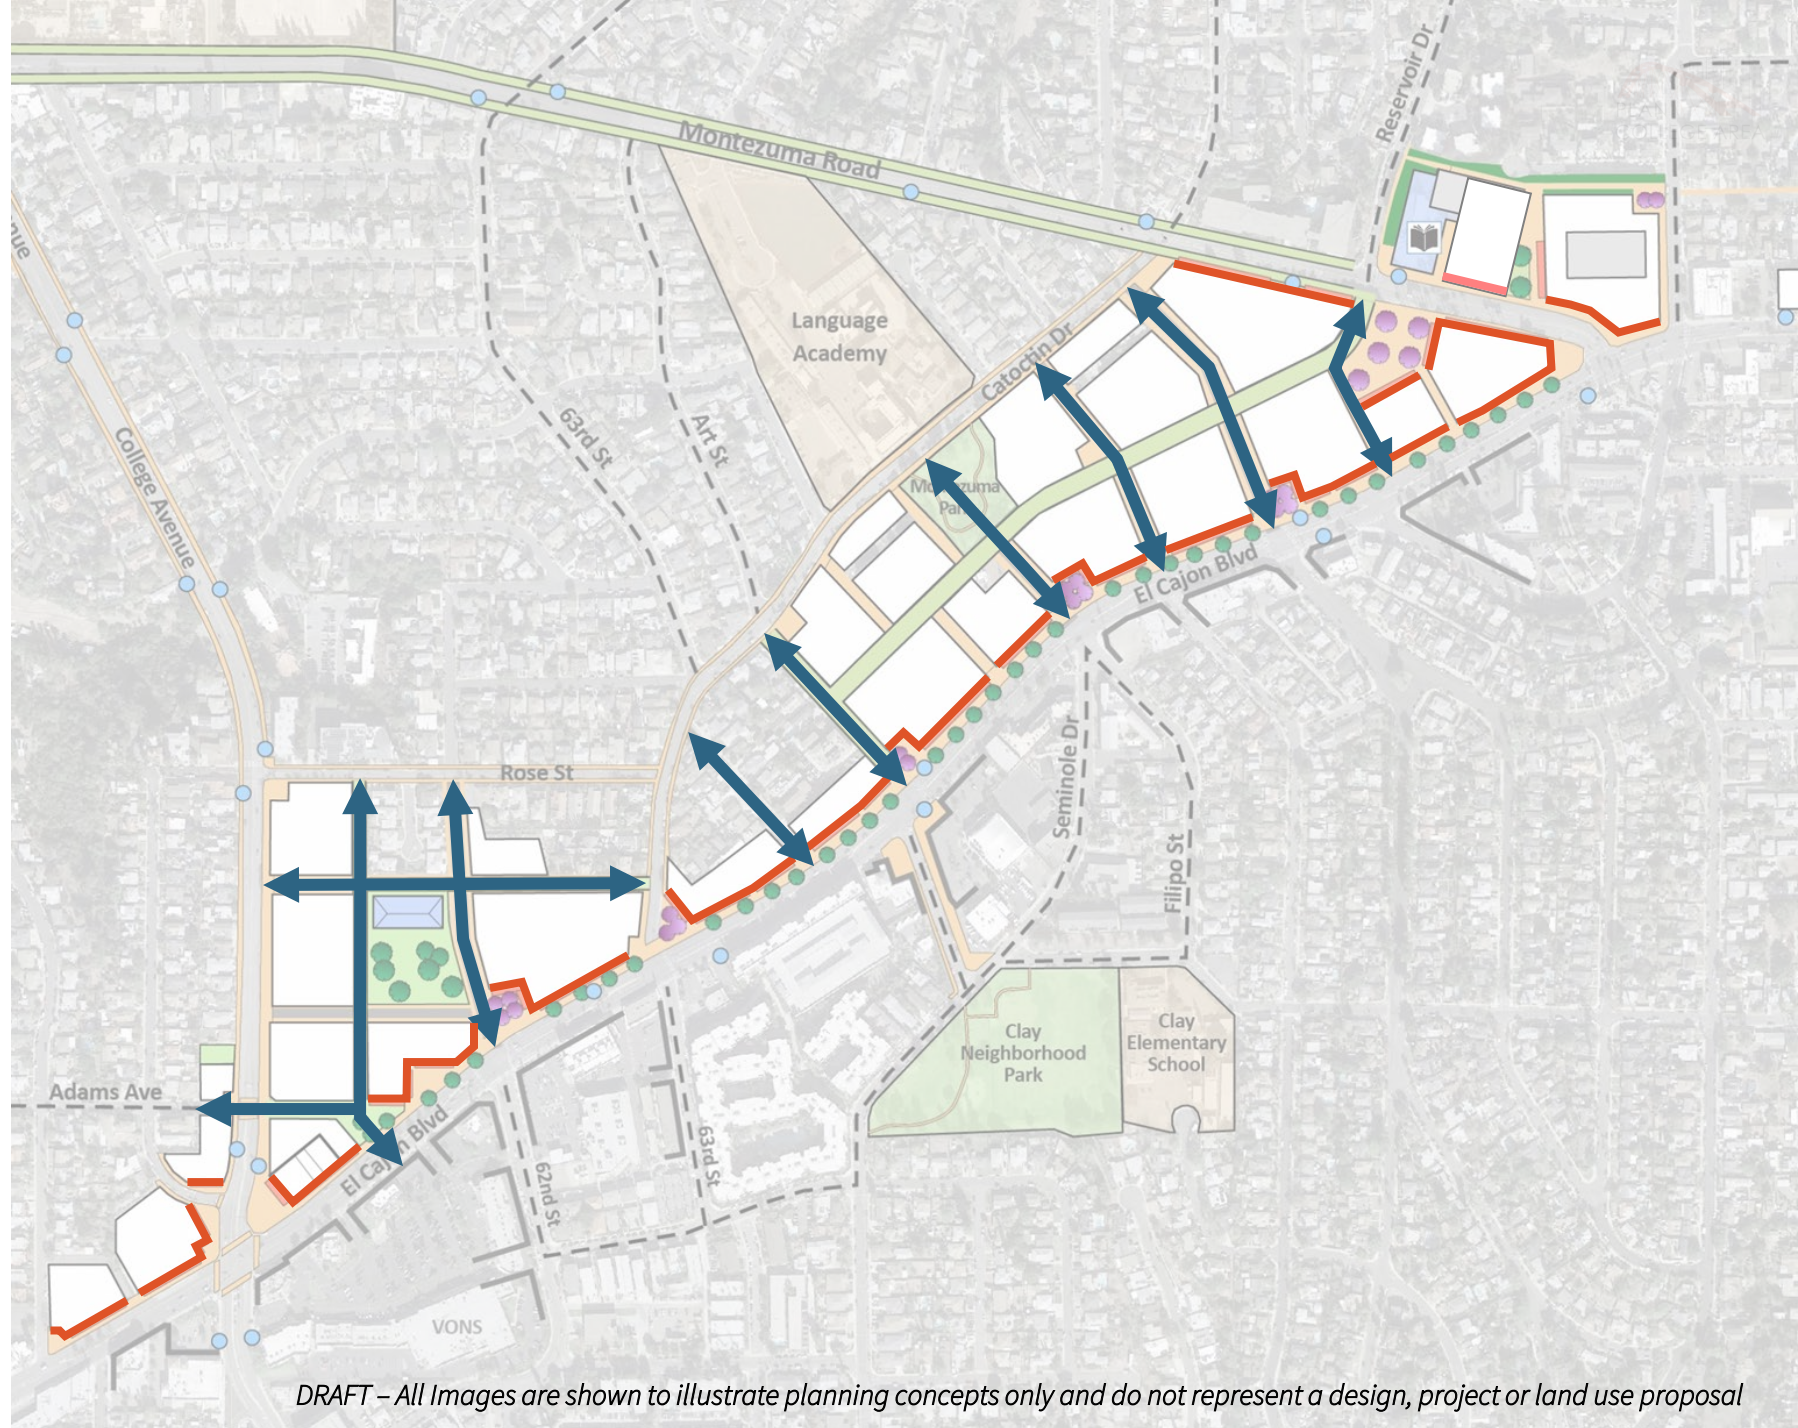 Reservoir Dr
Montezuma Road
nue
Language
Academy
Catoctin Dr
63rd St
Art St
College Avenue
Montezuma
Park
El Cajon Blvd
Seminole Dr
Rose St
Filipo St
Clay
Neighborhood
Park
Clay
Elementary
School
Adams Ave
El Cajon Blvd
62nd St
63rd St
VONS
DRAFT – All Images are shown to illustrate planning concepts only and do not represent a design, project or land use proposal